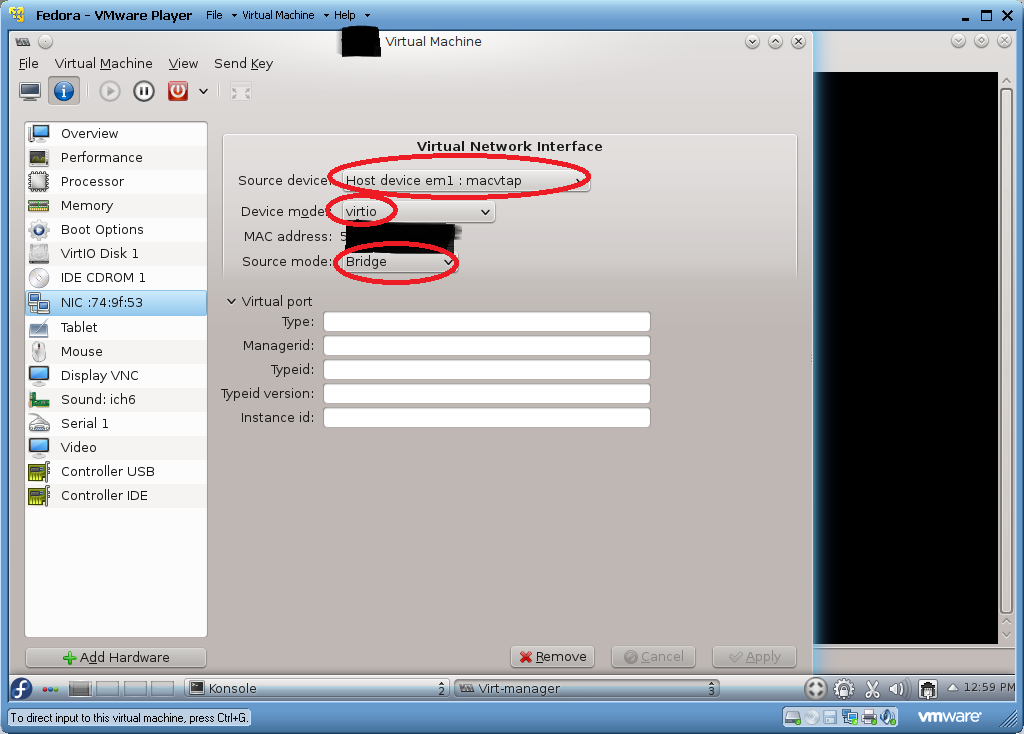 Fedora - VMware Player File Virtual Machine Help
Virtual Machine
File Virtual Machine View Send Key
Overview
Performance
Processor
Memory
Boot Options
VirtIO Disk 1
IDE CDROM 1
NIC :74:9f:53
Tablet
Mouse
Display VNC
Sound: ich6
Serial 1
Video
Controller USB
Controller IDE
Add Hardware
Virtual Network Interface
Source device: Host device em1 : macvtap
Device mode: virtio
MAC address: 5
Source mode: Bridge
Virtual port
Type:
Managerid:
Typeid:
Typeid version:
Instance id:
Remove Cancel Apply
Konsole 2 Virt-manager 3 12:59 PM
To direct input to this virtual machine, press Ctrl+G. vmware